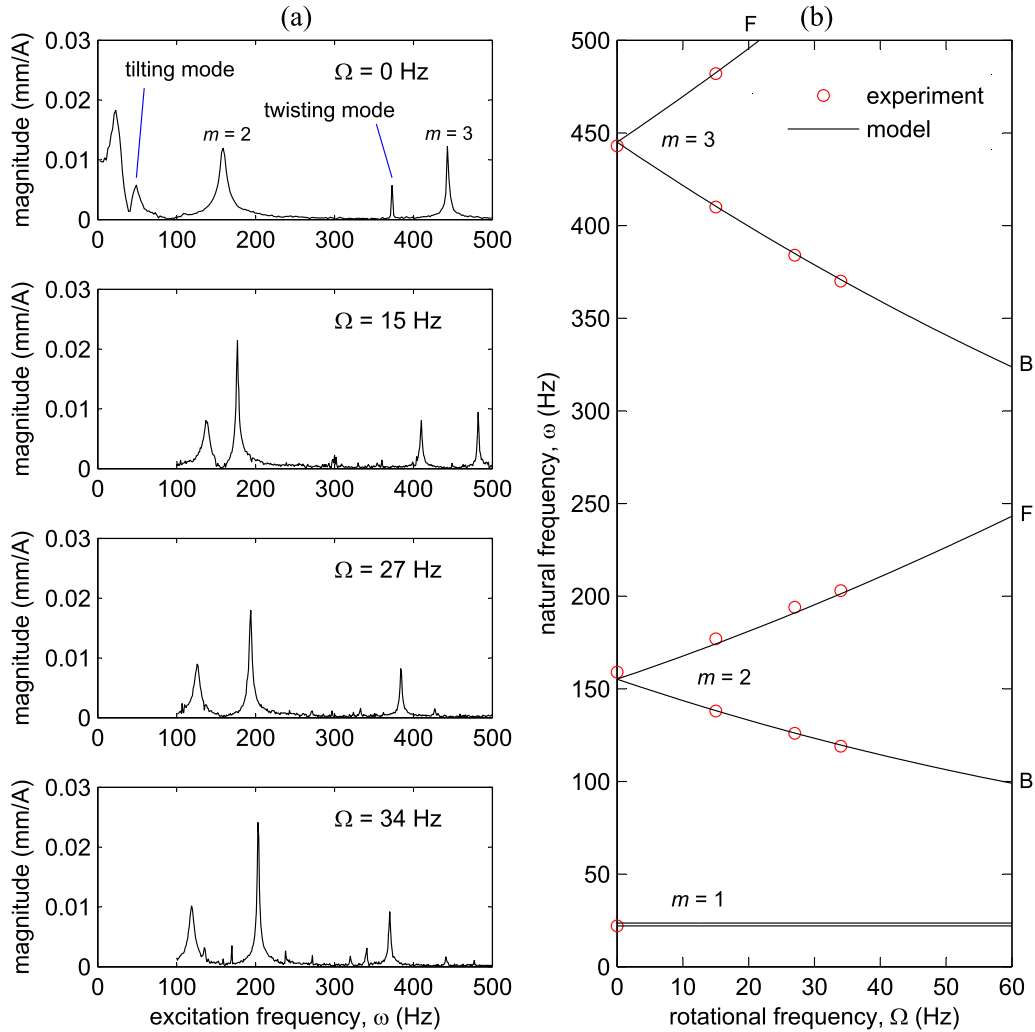 (a)
0.03
0.02
0.01
0
magnitude (mm/A)
tilting mode
Ω = 0 Hz
twisting mode
m = 2
m = 3
0 100 200 300 400 500
0.03
0.02
0.01
0
magnitude (mm/A)
Ω = 15 Hz
0 100 200 300 400 500
0.03
0.02
0.01
0
magnitude (mm/A)
Ω = 27 Hz
0 100 200 300 400 500
0.03
0.02
0.01
0
magnitude (mm/A)
Ω = 34 Hz
0 100 200 300 400 500
excitation frequency, ω (Hz)
(b)
F
500
450
400
350
300
250
200
150
100
50
0
natural frequency, ω (Hz)
experiment
model
m = 3
B
F
m = 2
B
m = 1
0 10 20 30 40 50 60
rotational frequency, Ω (Hz)